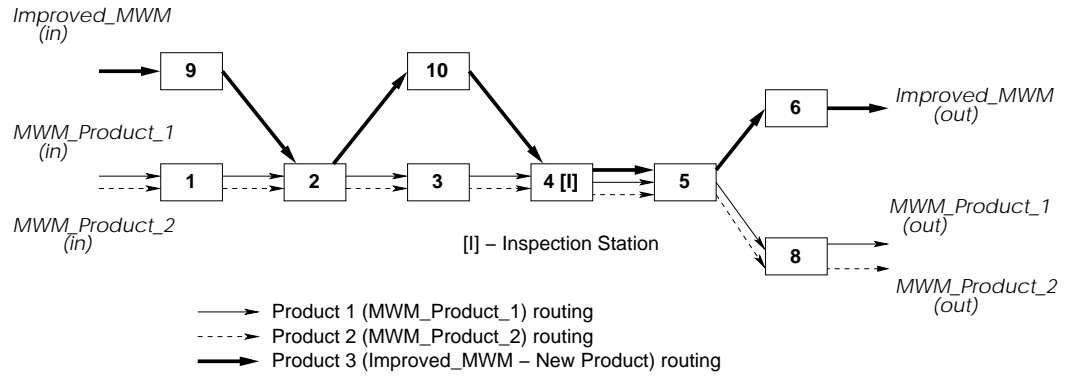 Improved_MWM
(in)
9
10
6
Improved_MWM
(out)
MWM_Product_1
(in)
1
2
3
4 [I]
5
MWM_Product_2
(in)
[I] – Inspection Station
8
MWM_Product_1
(out)
MWM_Product_2
(out)
Product 1 (MWM_Product_1) routing
Product 2 (MWM_Product_2) routing
Product 3 (Improved_MWM – New Product) routing